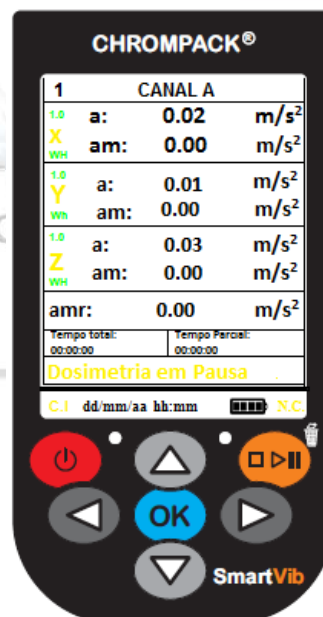 CHROMPACK®
1 CANAL A
1.0 X WH
a: 0.02 m/s²
am: 0.00 m/s²
1.0 Y Wh
a: 0.01 m/s²
am: 0.00 m/s²
1.0 Z WH
a: 0.03 m/s²
am: 0.00 m/s²
amr: 0.00 m/s²
Tempo total: Tempo Parcial:
00:00:00 00:00:00
Dosimetria em Pausa
C.I dd/mm/aa hh:mm N.C.
OK
SmartVib